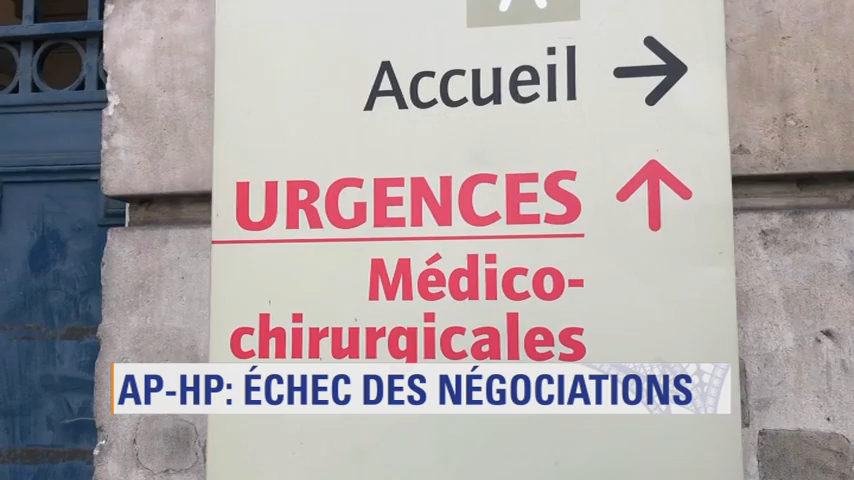 Accueil
URGENCES
Médico-
chirurgicales
AP-HP: ÉCHEC DES NÉGOCIATIONS